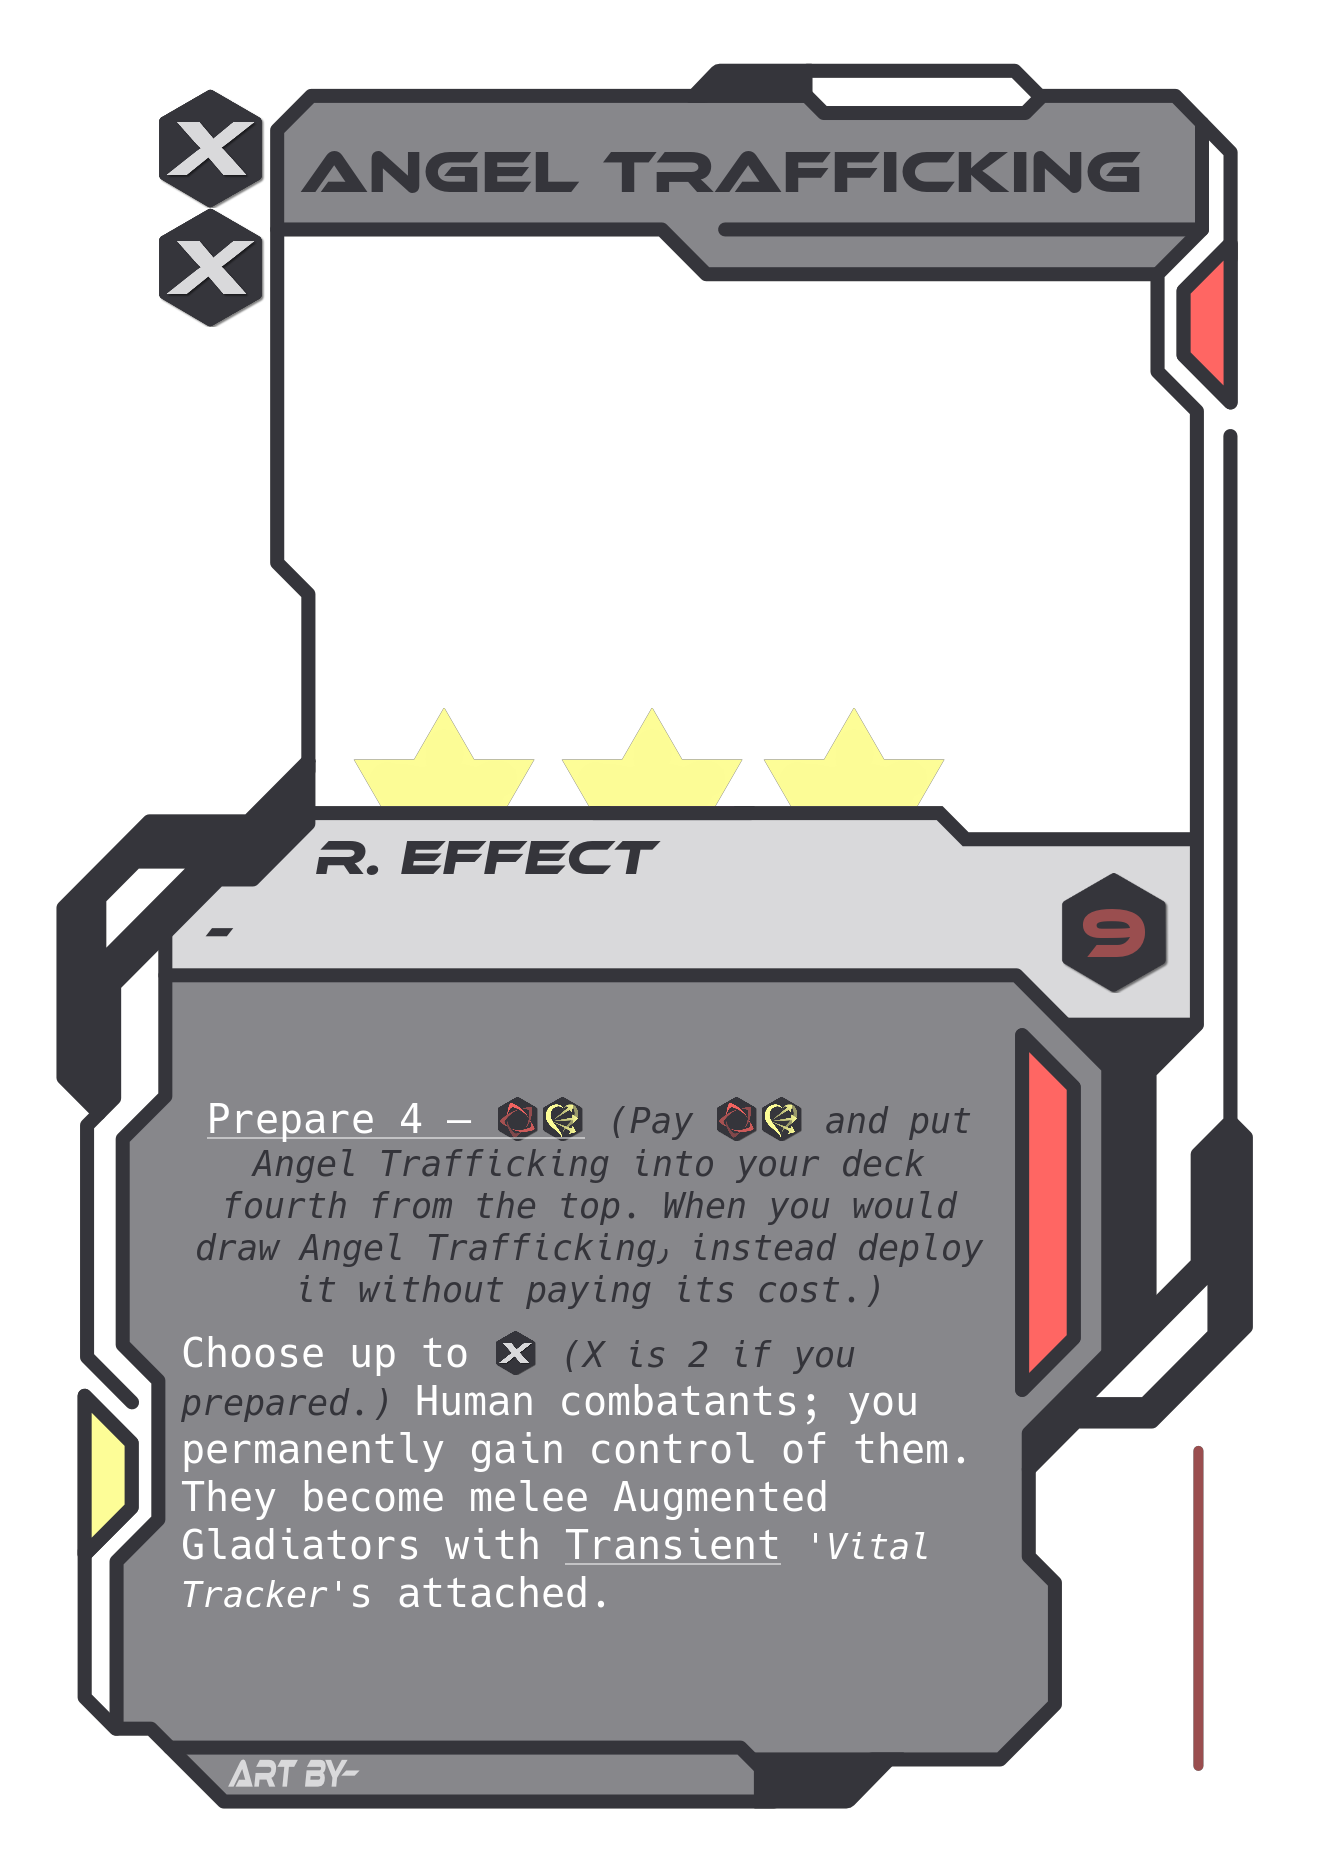 X
ANGEL TRAFFICKING
X
R. EFFECT
-
9
Prepare 4 – (Pay and put
Angel Trafficking into your deck
fourth from the top. When you would
draw Angel Trafficking, instead deploy
it without paying its cost.)
Choose up to X (X is 2 if you
prepared.) Human combatants; you
permanently gain control of them.
They become melee Augmented
Gladiators with Transient 'Vital
Tracker's attached.
ART BY-